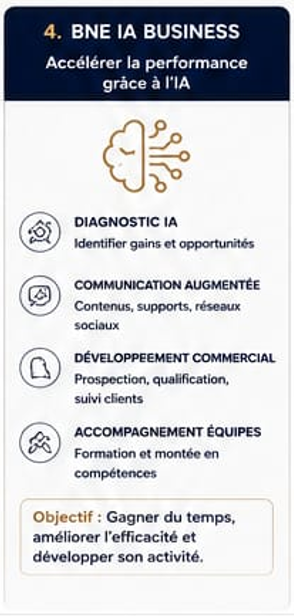 4. BNE IA BUSINESS
Accélérer la performance
grâce à l'IA
DIAGNOSTIC IA
Identifier gains et opportunités
COMMUNICATION AUGMENTÉE
Contenus, supports, réseaux
sociaux
DÉVELOPPEEMENT COMMERCIAL
Prospection, qualification,
suivi clients
ACCOMPAGNEMENT ÉQUIPES
Formation et montée en
compétences
Objectif : Gagner du temps,
améliorer l'efficacité et
développer son activité.